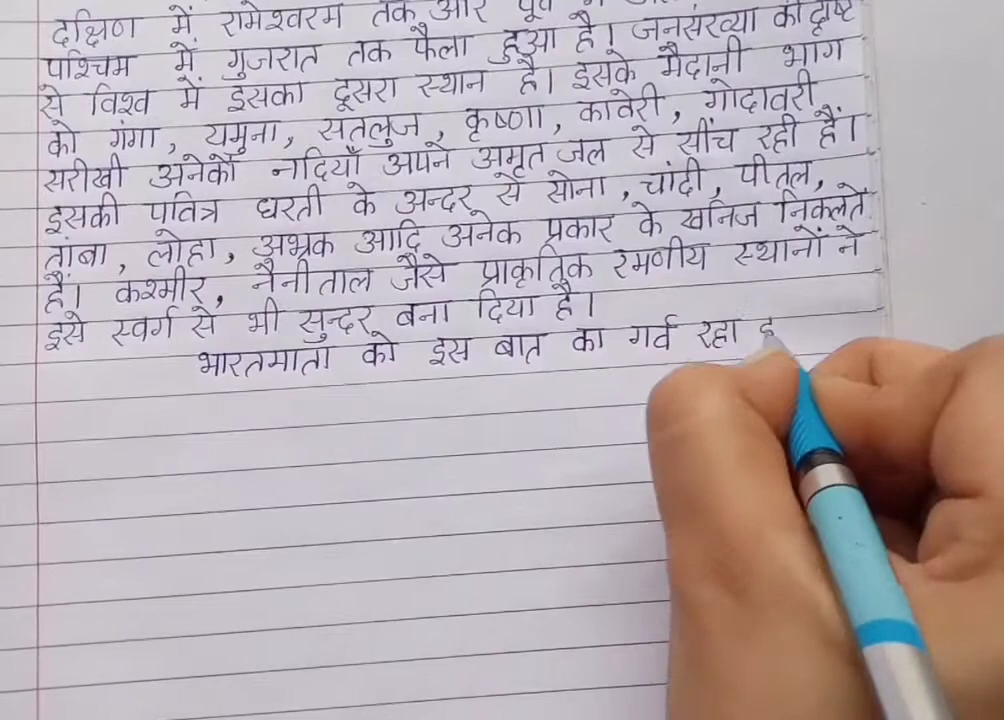 दक्षिण में रामेश्वरम तक और पूर्व में
पश्चिम में गुजरात तक फैला हुआ है। जनसंख्या की दृष्टि
से विश्व में इसका दूसरा स्थान है। इसके मैदानी भाग
को गंगा, यमुना, सतलुज, कृष्णा, कावेरी, गोदावरी
सरीखी अनेकों नदियाँ अपने अमृत जल से सींच रही हैं।
इसकी पवित्र धरती के अन्दर से सोना, चांदी, पीतल,
तांबा, लोहा, अभ्रक आदि अनेक प्रकार के खनिज निकलते
हैं। कश्मीर, नैनीताल जैसे प्राकृतिक रमणीय स्थानों ने
इसे स्वर्ग से भी सुन्दर बना दिया है।
भारतमाता को इस बात का गर्व रहा ह